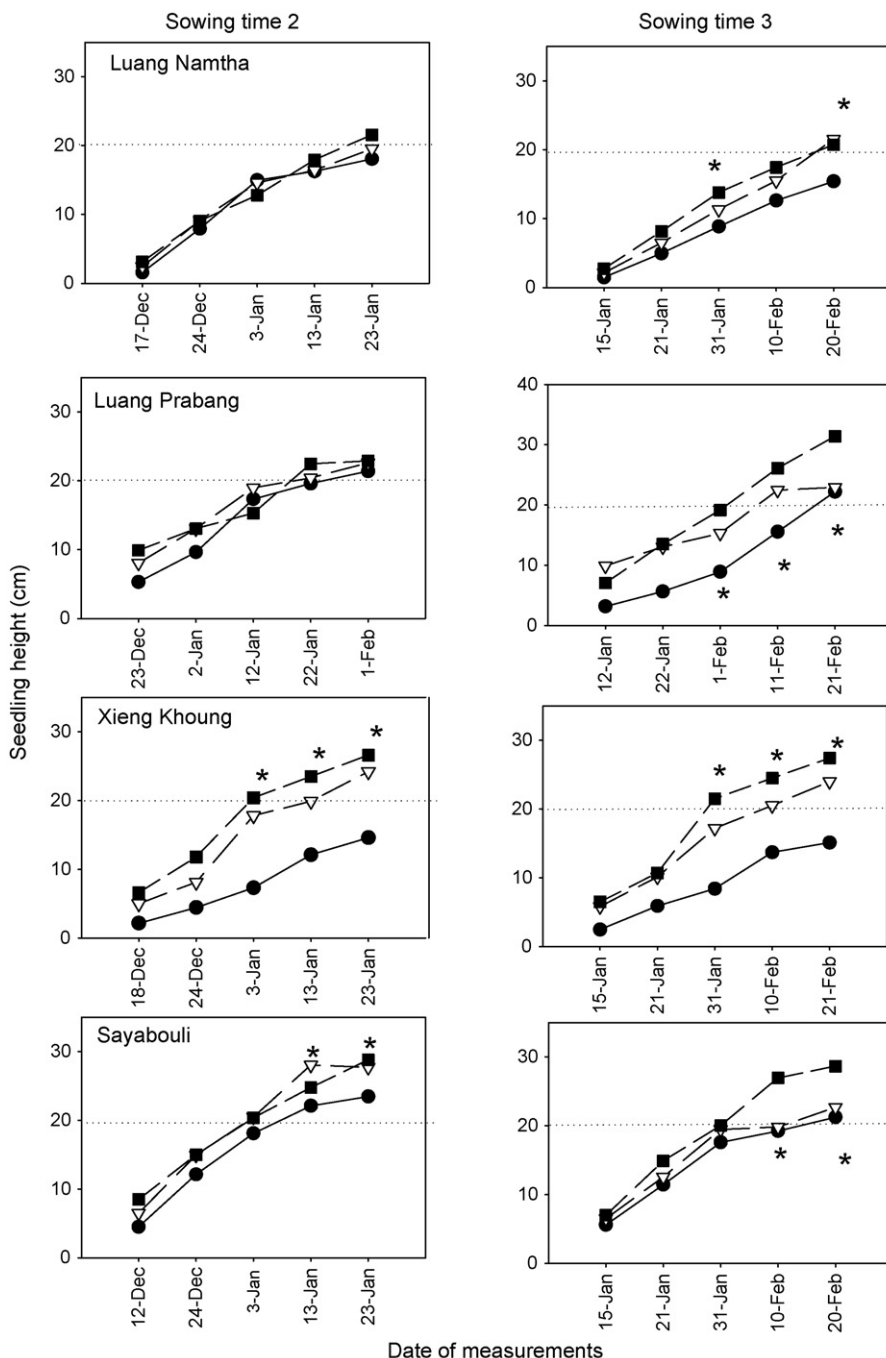 Sowing time 2
Sowing time 3
Seedling height (cm)
Luang Namtha
30
20
10
0
17-Dec
24-Dec
3-Jan
13-Jan
23-Jan
30
20
10
0
*
*
15-Jan
21-Jan
31-Jan
10-Feb
20-Feb
Luang Prabang
30
20
10
0
23-Dec
2-Jan
12-Jan
22-Jan
1-Feb
40
30
20
10
0
*
*
*
12-Jan
22-Jan
1-Feb
11-Feb
21-Feb
Xieng Khoung
30
20
10
0
*
*
*
18-Dec
24-Dec
3-Jan
13-Jan
23-Jan
30
20
10
0
*
*
*
15-Jan
21-Jan
31-Jan
10-Feb
21-Feb
Sayabouli
30
20
10
0
*
*
12-Dec
24-Dec
3-Jan
13-Jan
23-Jan
30
20
10
0
*
*
15-Jan
21-Jan
31-Jan
10-Feb
20-Feb
Date of measurements